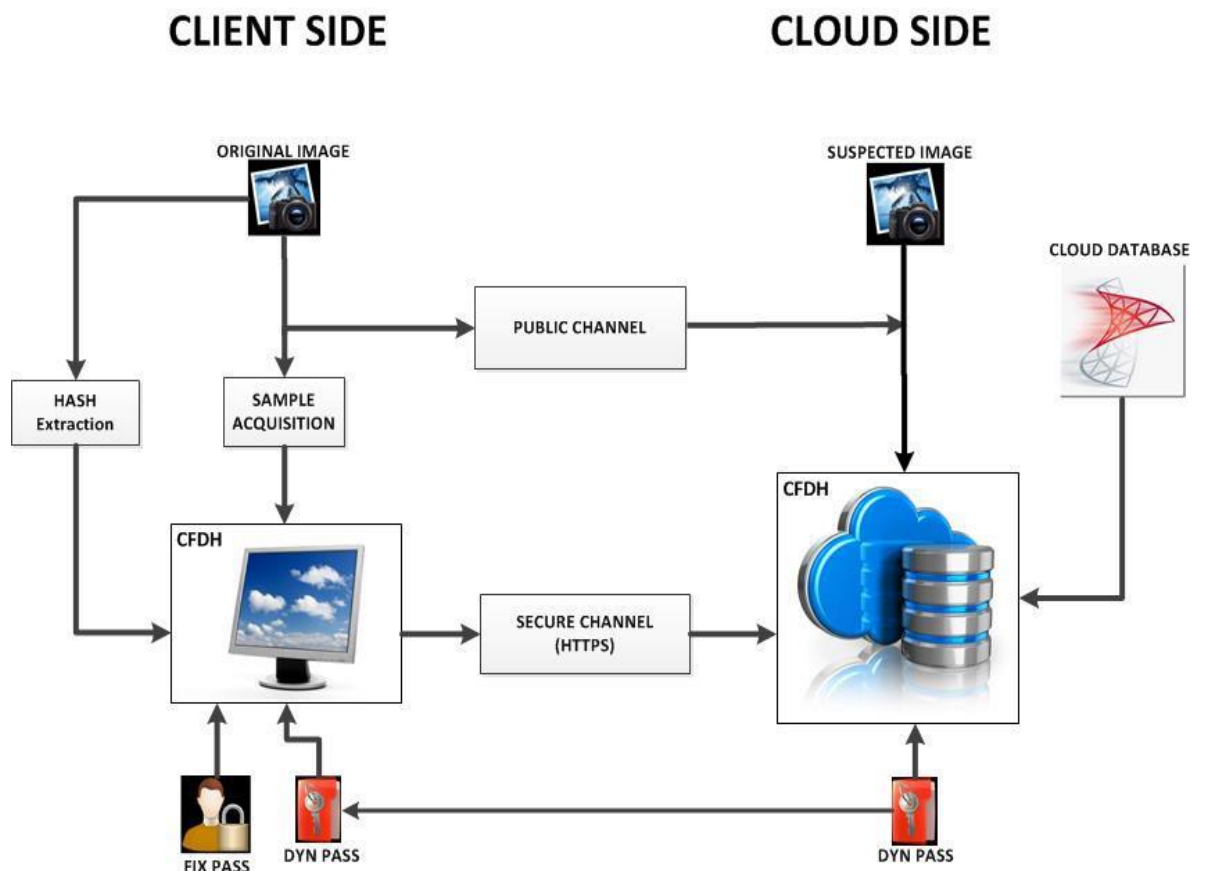 CLIENT SIDE
CLOUD SIDE
ORIGINAL IMAGE
SUSPECTED IMAGE
CLOUD DATABASE
PUBLIC CHANNEL
HASH
Extraction
SAMPLE
ACQUISITION
CFDH
CFDH
SECURE CHANNEL
(HTTPS)
FIX PASS
DYN PASS
DYN PASS